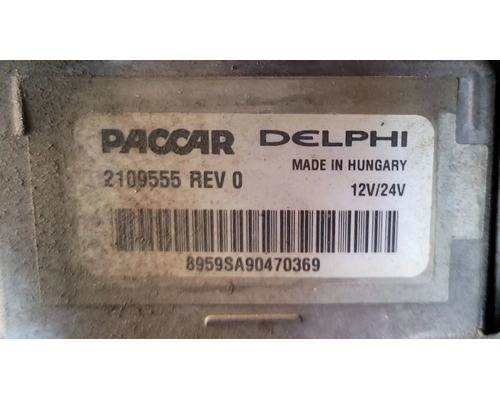 PACCAR DELPHI
MADE IN HUNGARY
2109555 REV 0
12V/24V
8959SA90470369